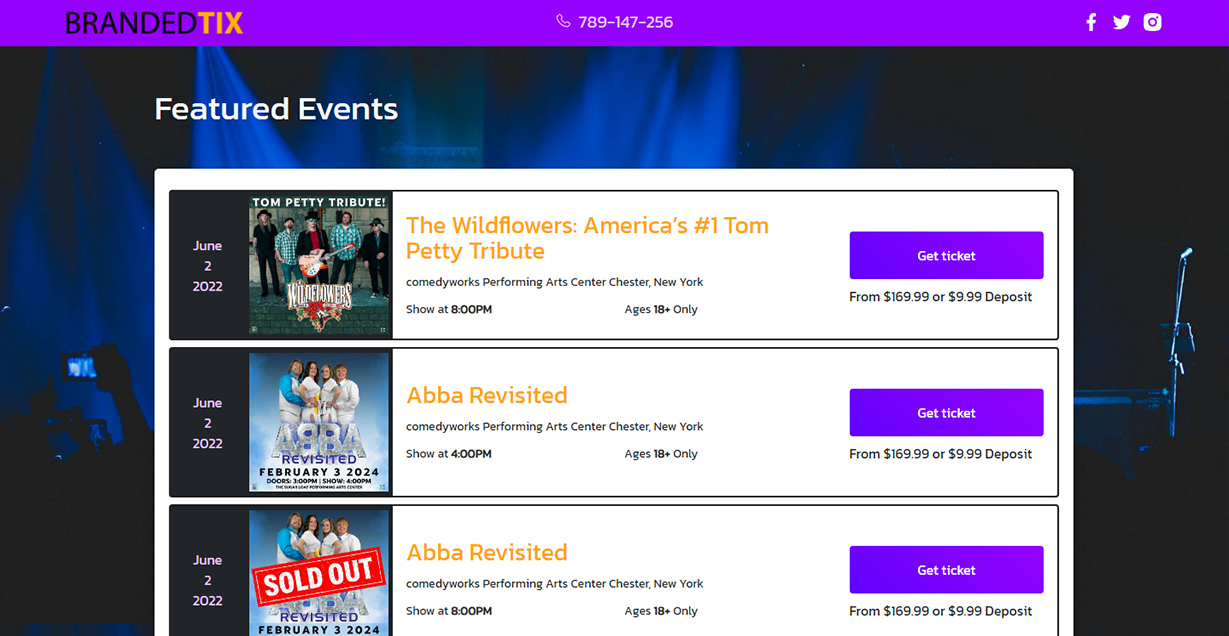 BRANDEDTIX
789-147-256
Featured Events
June
2
2022
TOM PETTY TRIBUTE!
WILDFLOWERS
The Wildflowers: America’s #1 Tom
Petty Tribute
comedyworks Performing Arts Center Chester, New York
Show at 8:00PM Ages 18+ Only
Get ticket
From $169.99 or $9.99 Deposit
June
2
2022
ABBA
REVISITED
FEBRUARY 3 2024
DOORS: 3:00PM | SHOW: 4:00PM
THE SUGAR LOAF PERFORMING ARTS CENTER
Abba Revisited
comedyworks Performing Arts Center Chester, New York
Show at 4:00PM Ages 18+ Only
Get ticket
From $169.99 or $9.99 Deposit
June
2
2022
SOLD OUT
REVISITED
FEBRUARY 3 2024
Abba Revisited
comedyworks Performing Arts Center Chester, New York
Show at 8:00PM Ages 18+ Only
Get ticket
From $169.99 or $9.99 Deposit